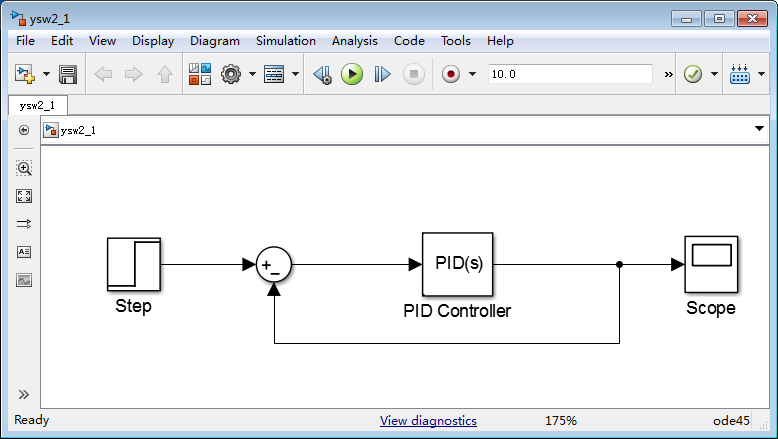 ysw2_1
File Edit View Display Diagram Simulation Analysis Code Tools Help
10.0 »
ysw2_1
ysw2_1
+_
PID(s)
Step
PID Controller
Scope
Ready View diagnostics 175% ode45